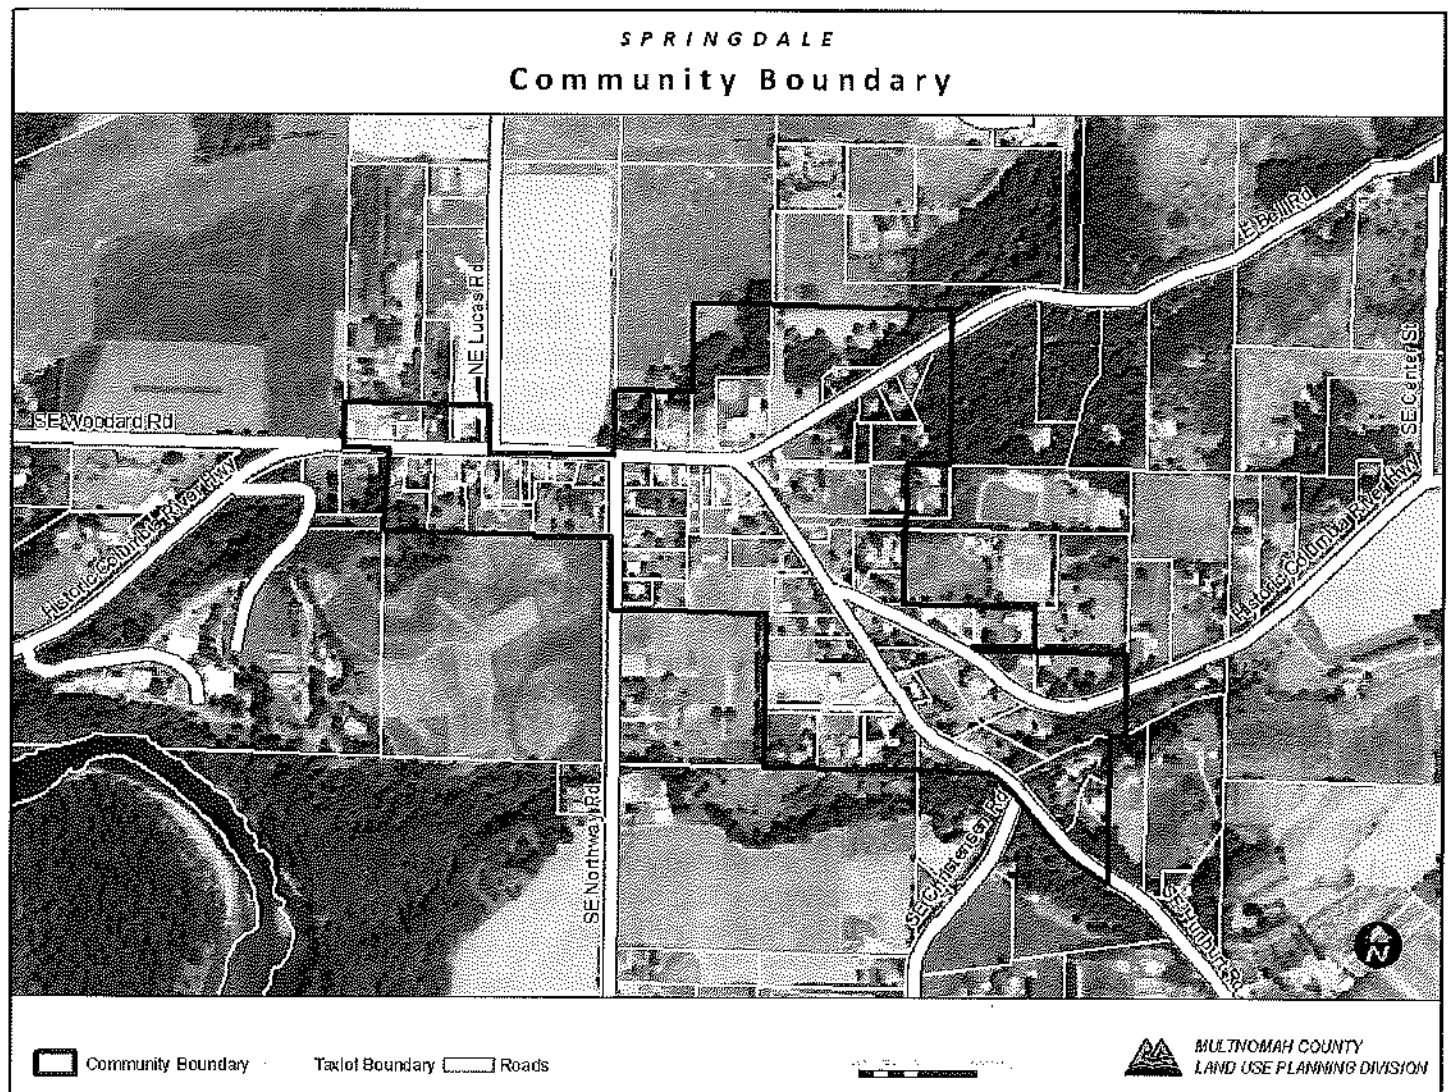 SPRINGDALE
Community Boundary
E Bell Rd
NE Lucas Rd
SE Center St
SE Woodard Rd
Historic Columbia River Hwy
Historic Columbia River Hwy
SE Northway Rd
SE Christensen Rd
SE Hurlburt Rd
N
Community Boundary
Taxlot Boundary
Roads
MULTNOMAH COUNTY
LAND USE PLANNING DIVISION